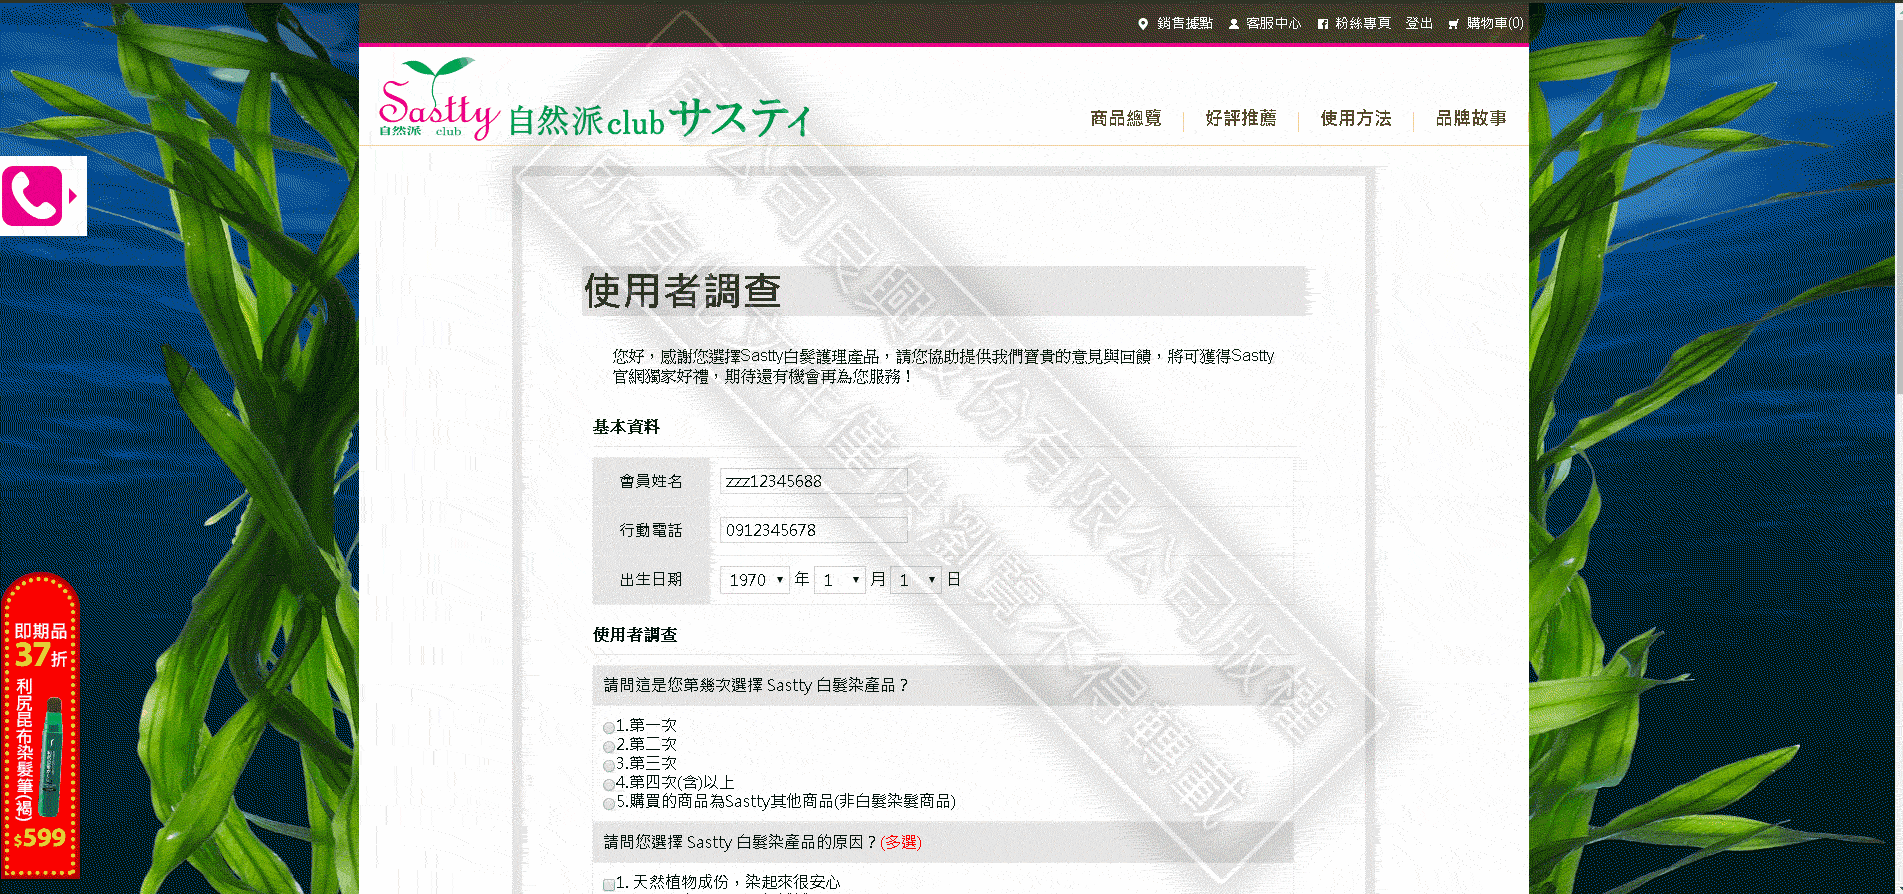 銷售據點 客服中心 粉絲專頁 登出 購物車(0)
Sastty
自然派 club
自然派club サスティ
商品總覽 好評推薦 使用方法 品牌故事
使用者調查
您好，感謝您選擇Sastty白髮護理產品，請您協助提供我們寶貴的意見與回饋，將可獲得Sastty
官網獨家好禮，期待還有機會再為您服務！
基本資料
會員姓名 zzz12345688
行動電話 0912345678
出生日期 1970 年 1 月 1 日
使用者調查
請問這是您第幾次選擇 Sastty 白髮染產品？
1.第一次
2.第二次
3.第三次
4.第四次(含)以上
5.購買的商品為Sastty其他商品(非白髮染髮商品)
請問您選擇 Sastty 白髮染產品的原因？(多選)
1. 天然植物成份，染起來很安心
即期品
37折
利尻昆布染髮筆(褐)
$599
良興股份有限公司版權
所有
僅供瀏覽不得轉載